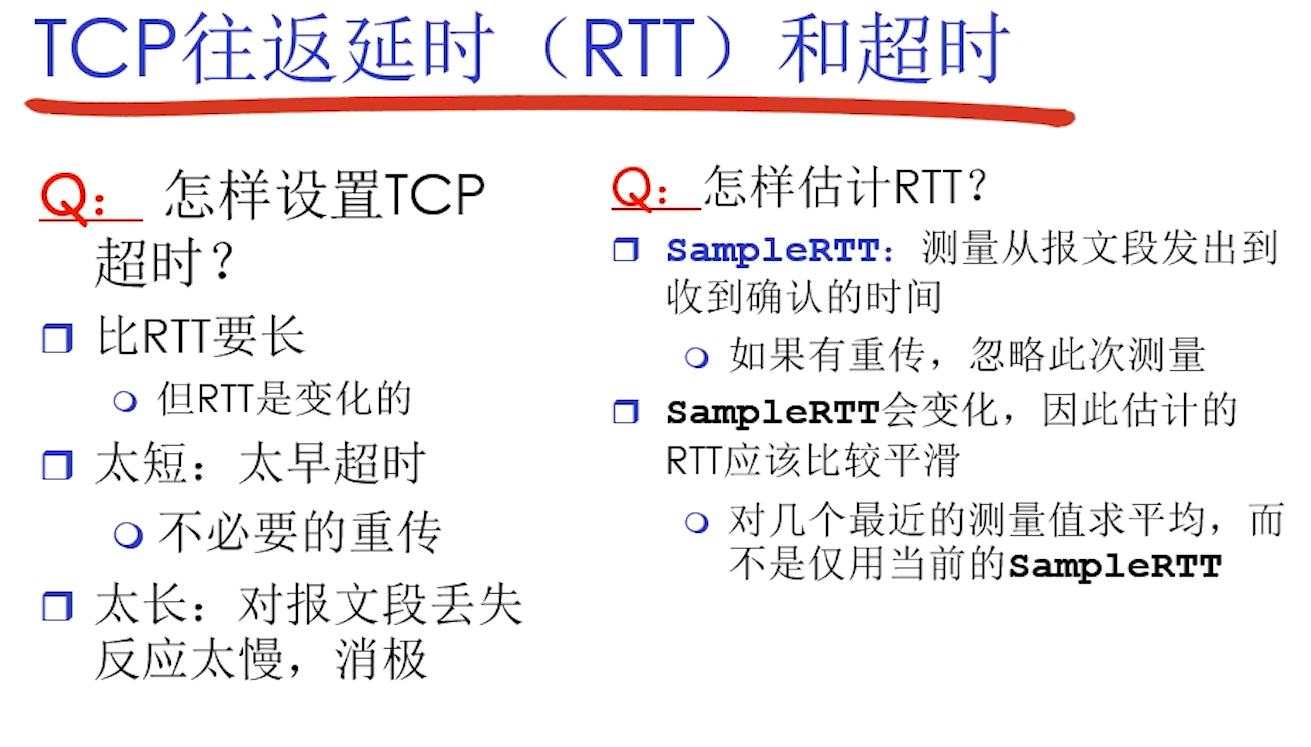 TCP往返延时（RTT）和超时
Q： 怎样设置TCP
超时？
比RTT要长
但RTT是变化的
太短：太早超时
不必要的重传
太长：对报文段丢失
反应太慢，消极
Q：怎样估计RTT？
SampleRTT：测量从报文段发出到
收到确认的时间
如果有重传，忽略此次测量
SampleRTT会变化，因此估计的
RTT应该比较平滑
对几个最近的测量值求平均，而
不是仅用当前的SampleRTT